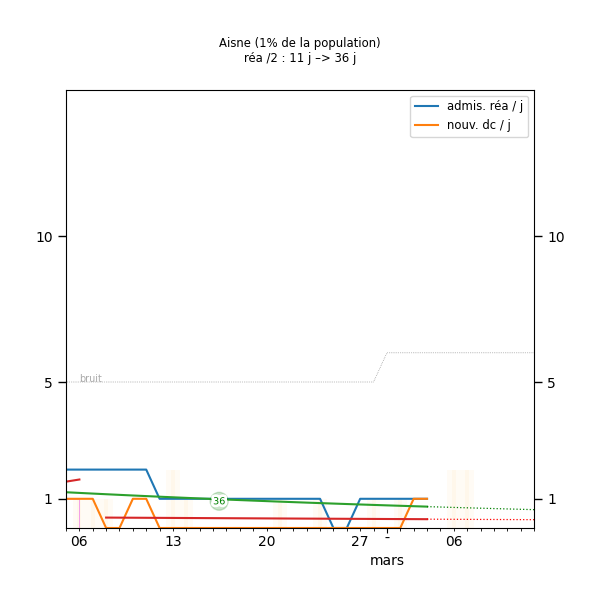 Aisne (1% de la population)
réa /2 : 11 j –> 36 j
admis. réa / j
nouv. dc / j
10
10
bruit
5
5
36
1
1
06
13
20
27
-
06
mars